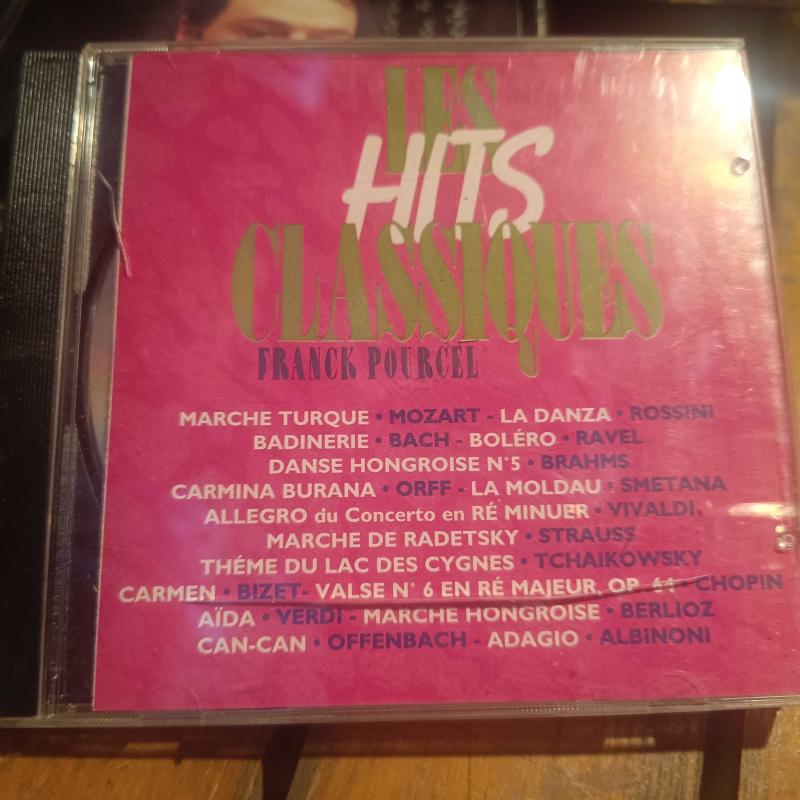 LES
HITS
CLASSIQUES
FRANCK POURCEL
MARCHE TURQUE • MOZART - LA DANZA • ROSSINI
BADINERIE • BACH - BOLÉRO • RAVEL
DANSE HONGROISE N°5 • BRAHMS
CARMINA BURANA • ORFF - LA MOLDAU • SMETANA
ALLEGRO du Concerto en RÉ MINUER • VIVALDI
MARCHE DE RADETSKY • STRAUSS
THÉME DU LAC DES CYGNES • TCHAIKOWSKY
CARMEN • BIZET - VALSE N° 6 EN RÉ MAJEUR, OP. 64 • CHOPIN
AÏDA • VERDI - MARCHE HONGROISE • BERLIOZ
CAN-CAN • OFFENBACH - ADAGIO • ALBINONI